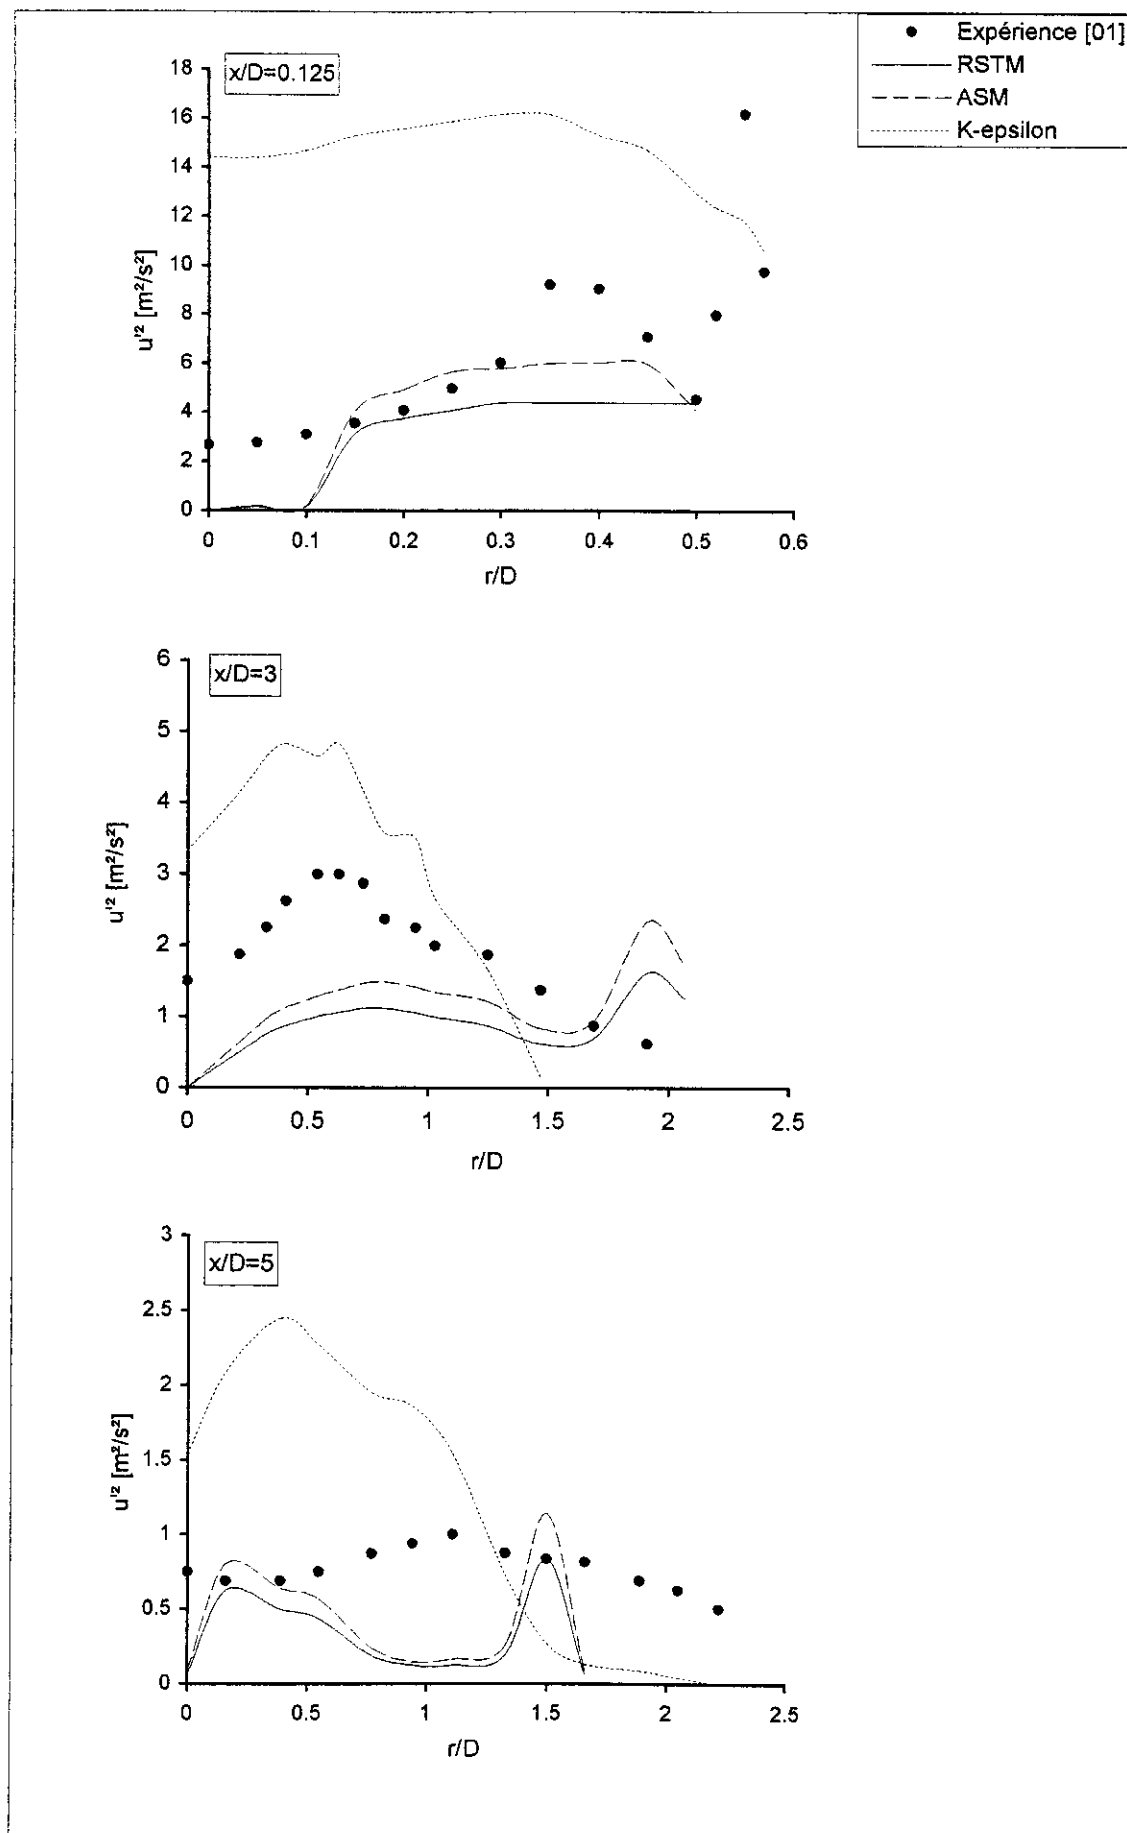 Expérience [01]
RSTM
ASM
K-epsilon
x/D=0.125
18
16
14
12
10
8
6
4
2
0
u'² [m²/s²]
0 0.1 0.2 0.3 0.4 0.5 0.6
r/D
x/D=3
6
5
4
3
2
1
0
u'² [m²/s²]
0 0.5 1 1.5 2 2.5
r/D
x/D=5
3
2.5
2
1.5
1
0.5
0
u'² [m²/s²]
0 0.5 1 1.5 2 2.5
r/D